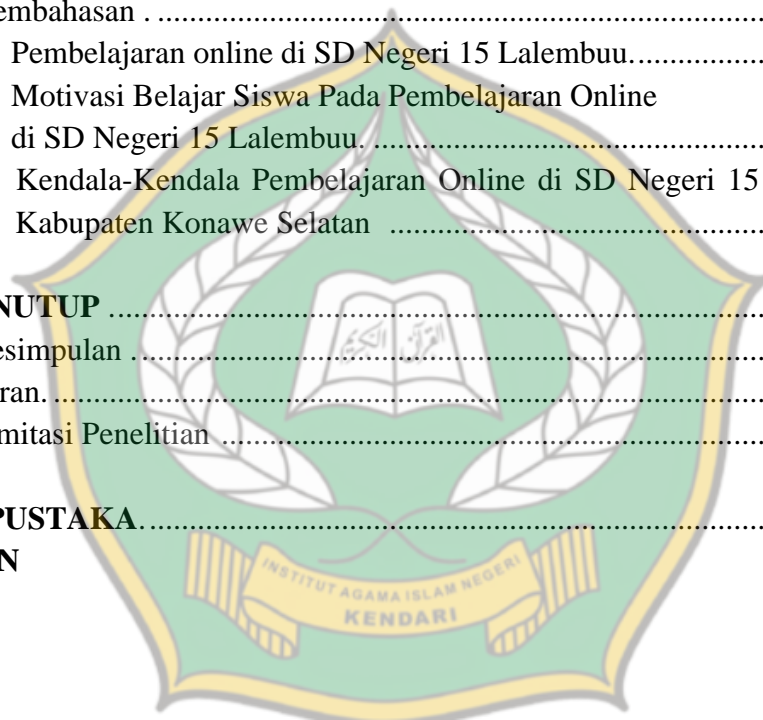 embahasan . ........................................................................
Pembelajaran online di SD Negeri 15 Lalembuu...................
Motivasi Belajar Siswa Pada Pembelajaran Online
di SD Negeri 15 Lalembuu. ....................................................
Kendala-Kendala Pembelajaran Online di SD Negeri 15
Kabupaten Konawe Selatan ..................................................
NUTUP ..............................................................................
esimpulan ...........................................................................
ran. .....................................................................................
mitasi Penelitian .................................................................
القرآن الكريم
PUSTAKA. .........................................................................
N
INSTITUT AGAMA ISLAM NEGERI
KENDARI